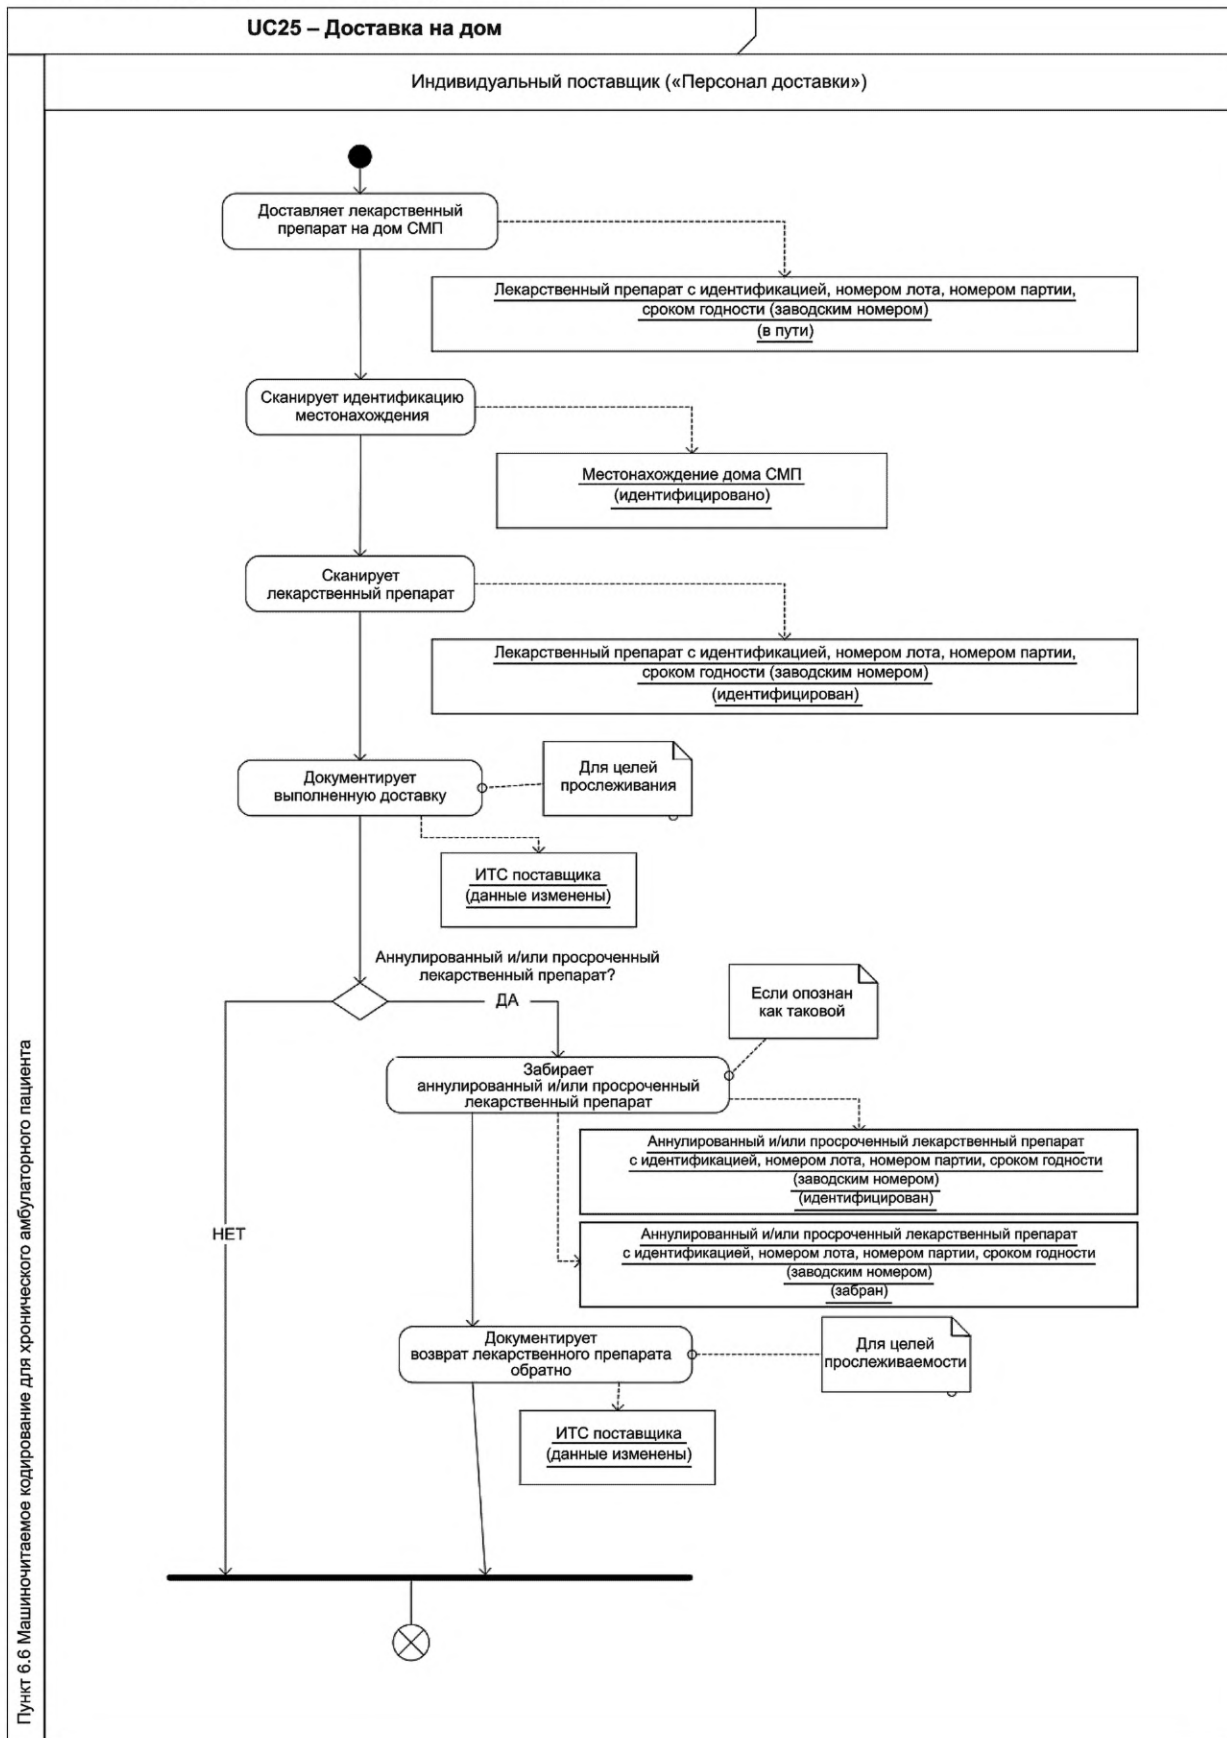 UC25 – Доставка на дом
Индивидуальный поставщик («Персонал доставки»)
Доставляет лекарственный
препарат на дом СМП
Лекарственный препарат с идентификацией, номером лота, номером партии,
сроком годности (заводским номером)
(в пути)
Сканирует идентификацию
местонахождения
Местонахождение дома СМП
(идентифицировано)
Сканирует
лекарственный препарат
Лекарственный препарат с идентификацией, номером лота, номером партии,
сроком годности (заводским номером)
(идентифицирован)
Документирует
выполненную доставку
Для целей
прослеживания
ИТС поставщика
(данные изменены)
Аннулированный и/или просроченный
лекарственный препарат?
ДА
Если опознан
как таковой
Забирает
аннулированный и/или просроченный
лекарственный препарат
Аннулированный и/или просроченный лекарственный препарат
с идентификацией, номером лота, номером партии, сроком годности
(заводским номером)
(идентифицирован)
НЕТ
Аннулированный и/или просроченный лекарственный препарат
с идентификацией, номером лота, номером партии, сроком годности
(заводским номером)
(забран)
Документирует
возврат лекарственного препарата
обратно
Для целей
прослеживаемости
ИТС поставщика
(данные изменены)
Пункт 6.6 Машиночитаемое кодирование для хронического амбулаторного пациента